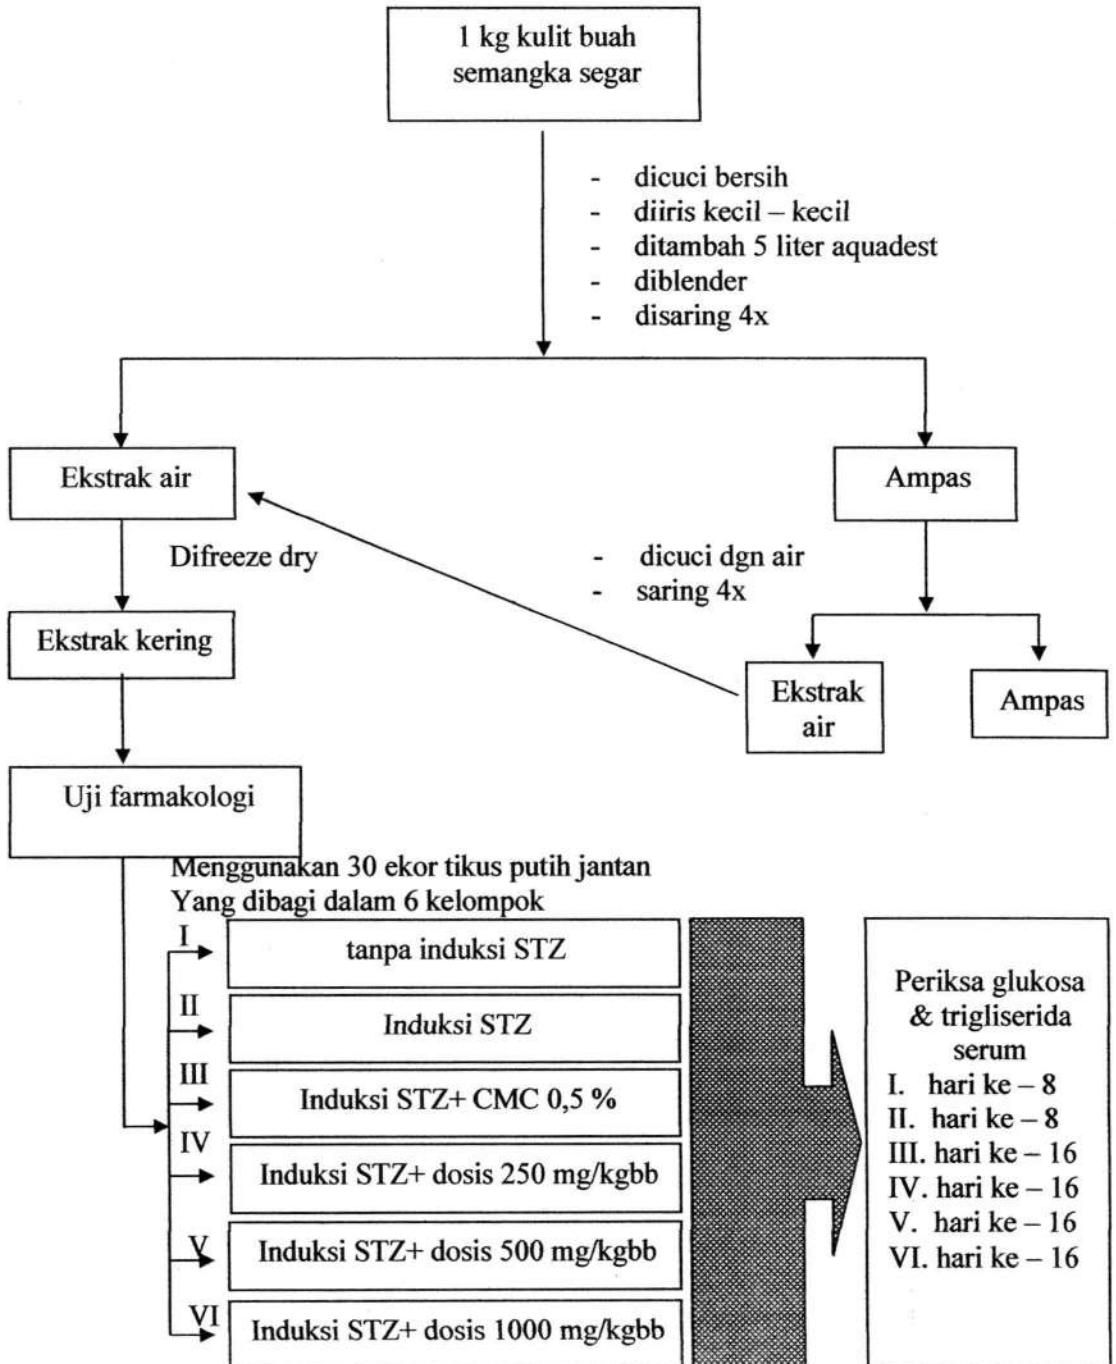 1 kg kulit buah
semangka segar
- dicuci bersih
- diiris kecil – kecil
- ditambah 5 liter aquadest
- diblender
- disaring 4x
Ekstrak air
Ampas
Difreeze dry
- dicuci dgn air
- saring 4x
Ekstrak kering
Ekstrak
air
Ampas
Uji farmakologi
Menggunakan 30 ekor tikus putih jantan
Yang dibagi dalam 6 kelompok
I
tanpa induksi STZ
II
Induksi STZ
III
Induksi STZ+ CMC 0,5 %
IV
Induksi STZ+ dosis 250 mg/kgbb
V
Induksi STZ+ dosis 500 mg/kgbb
VI
Induksi STZ+ dosis 1000 mg/kgbb
Periksa glukosa
& trigliserida
serum
I. hari ke – 8
II. hari ke – 8
III. hari ke – 16
IV. hari ke – 16
V. hari ke – 16
VI. hari ke – 16